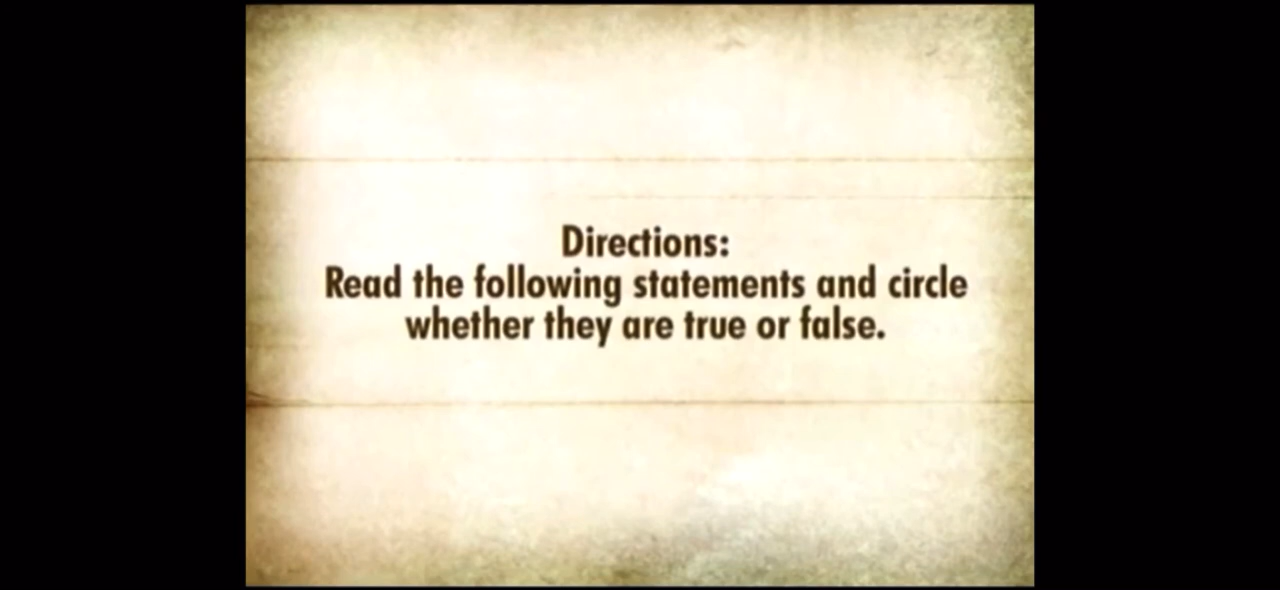 Directions:
Read the following statements and circle
whether they are true or false.